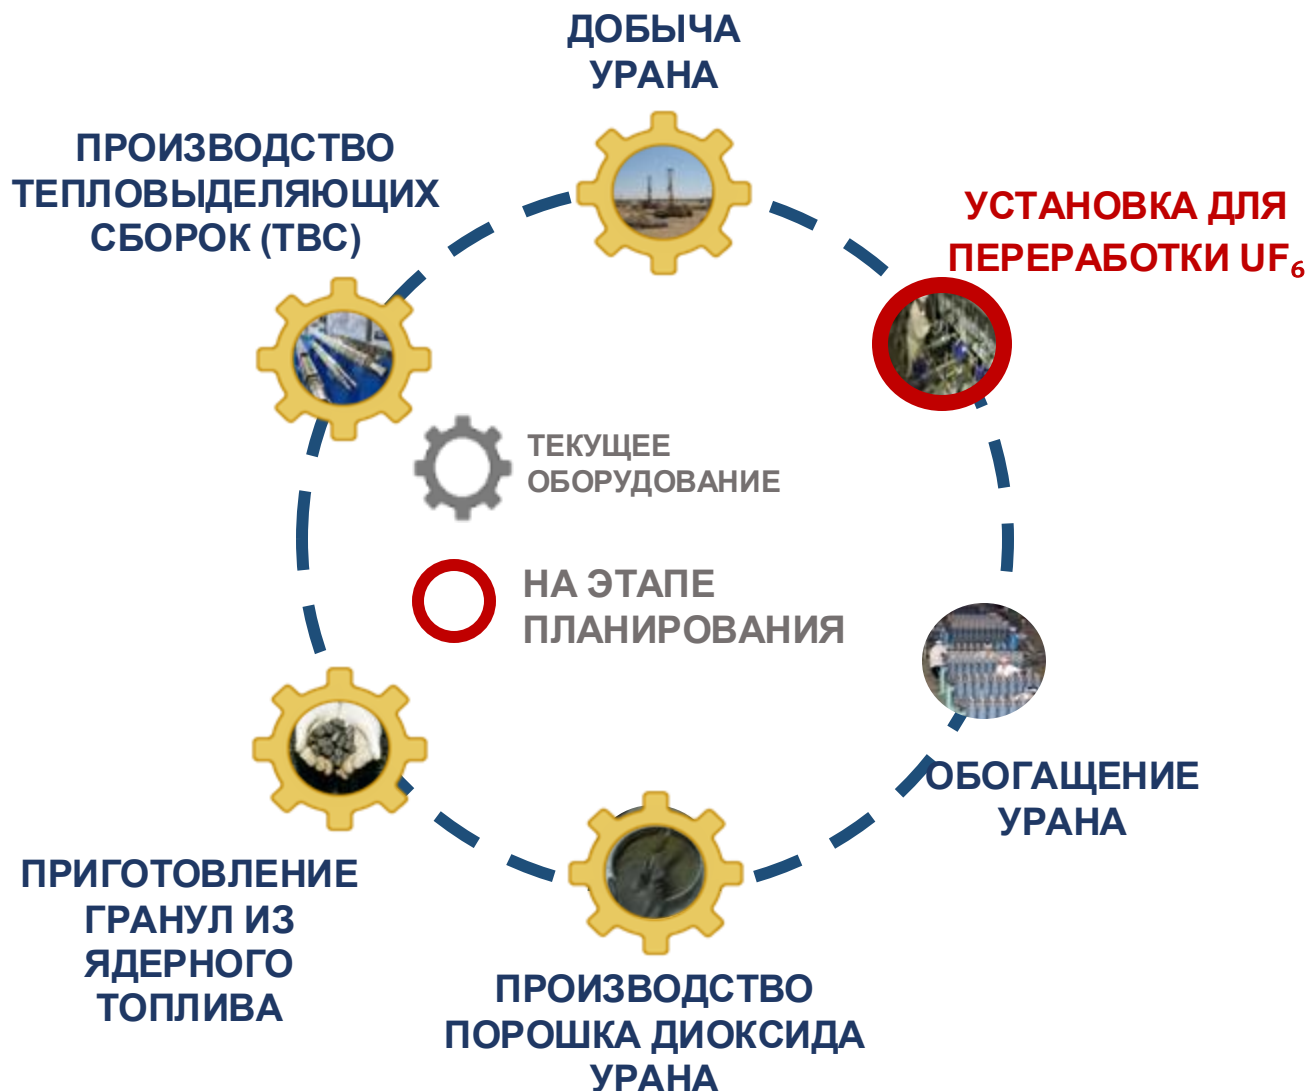 ДОБЫЧА
УРАНА
ПРОИЗВОДСТВО
ТЕПЛОВЫДЕЛЯЮЩИХ
СБОРОК (ТВС)
УСТАНОВКА ДЛЯ
ПЕРЕРАБОТКИ UF₆
ТЕКУЩЕЕ
ОБОРУДОВАНИЕ
НА ЭТАПЕ
ПЛАНИРОВАНИЯ
ОБОГАЩЕНИЕ
УРАНА
ПРИГОТОВЛЕНИЕ
ГРАНУЛ ИЗ
ЯДЕРНОГО
ТОПЛИВА
ПРОИЗВОДСТВО
ПОРОШКА ДИОКСИДА
УРАНА